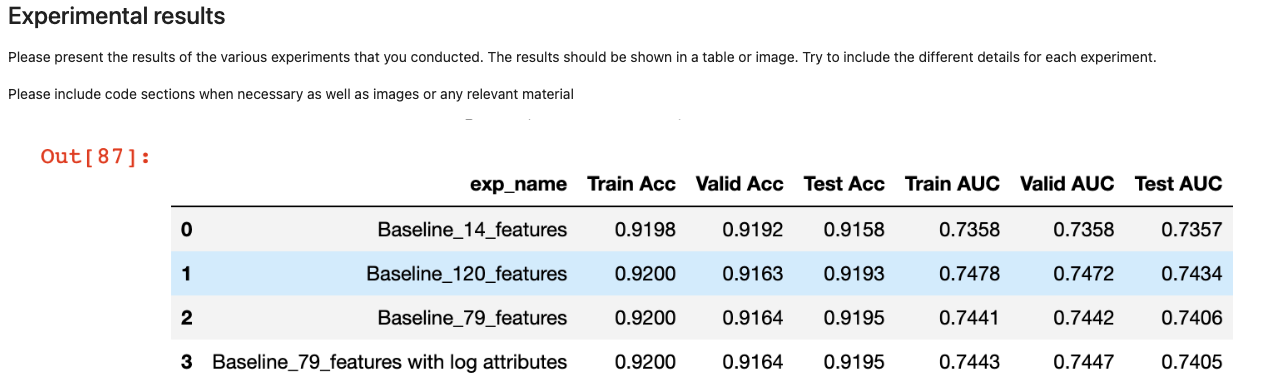 Experimental results
Please present the results of the various experiments that you conducted. The results should be shown in a table or image. Try to include the different details for each experiment.
Please include code sections when necessary as well as images or any relevant material
Out[87]:
exp_name Train Acc Valid Acc Test Acc Train AUC Valid AUC Test AUC
0 Baseline_14_features 0.9198 0.9192 0.9158 0.7358 0.7358 0.7357
1 Baseline_120_features 0.9200 0.9163 0.9193 0.7478 0.7472 0.7434
2 Baseline_79_features 0.9200 0.9164 0.9195 0.7441 0.7442 0.7406
3 Baseline_79_features with log attributes 0.9200 0.9164 0.9195 0.7443 0.7447 0.7405